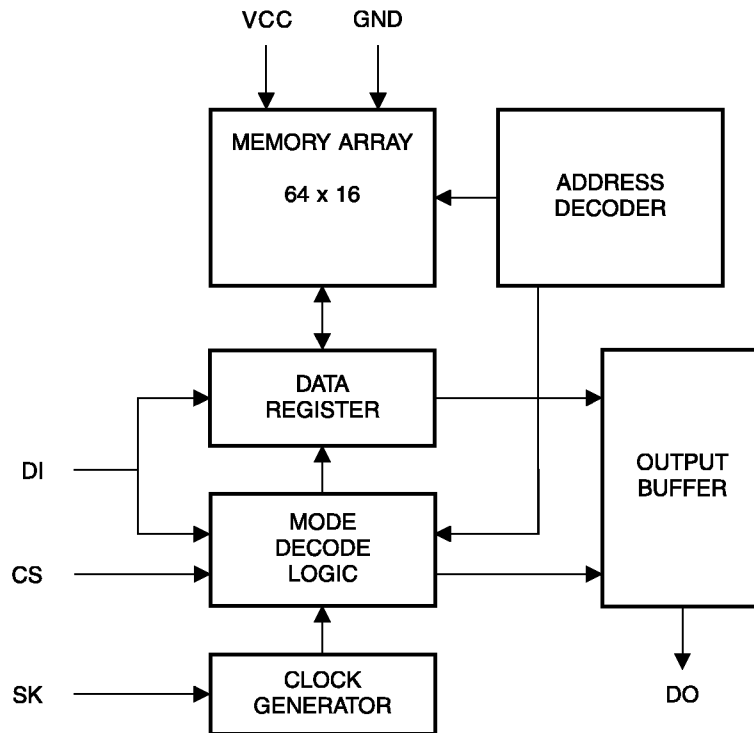 VCC
GND
MEMORY ARRAY
64 x 16
ADDRESS
DECODER
DATA
REGISTER
DI
OUTPUT
BUFFER
MODE
DECODE
LOGIC
CS
CLOCK
GENERATOR
SK
DO